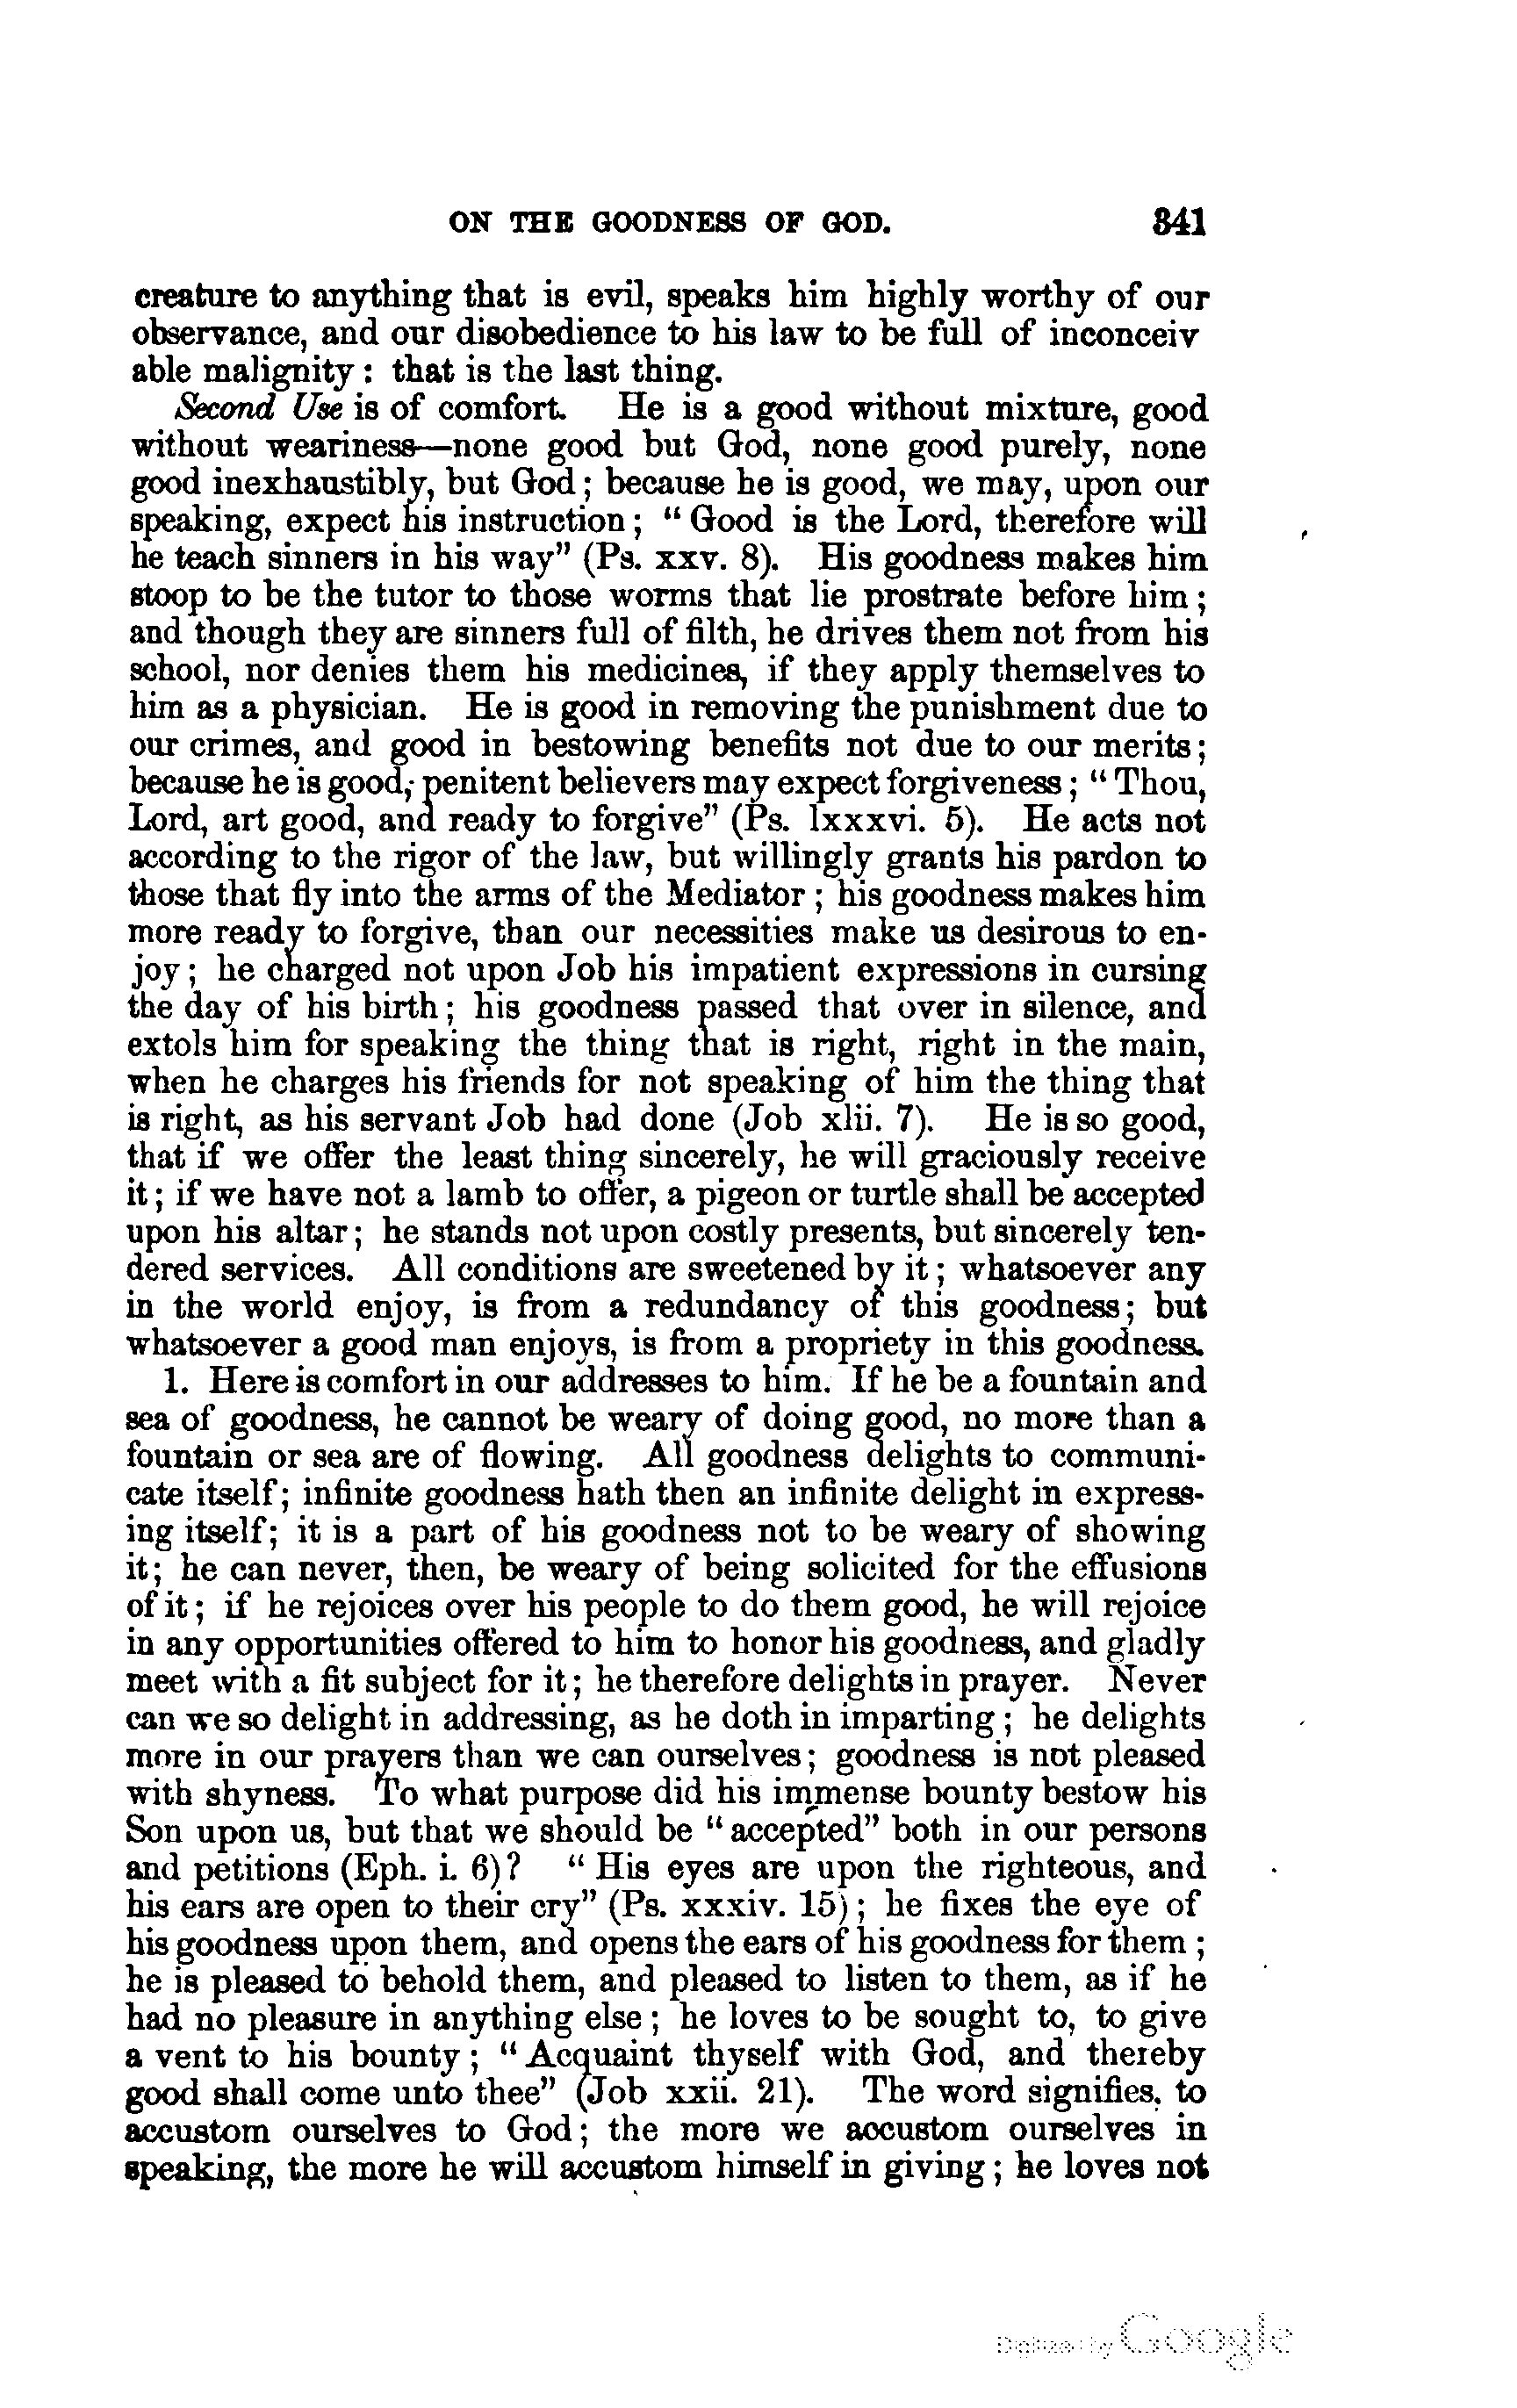 ON THE GOODNESS OF GOD. 341
creature to anything that is evil, speaks him highly worthy of our
observance, and our disobedience to his law to be full of inconceiv
able malignity: that is the last thing.
Second Use is of comfort. He is a good without mixture, good
without weariness—none good but God, none good purely, none
good inexhaustibly, but God; because he is good, we may, upon our
speaking, expect his instruction; “Good is the Lord, therefore will
he teach sinners in his way” (Ps. xxv. 8). His goodness makes him
stoop to be the tutor to those worms that lie prostrate before him;
and though they are sinners full of filth, he drives them not from his
school, nor denies them his medicines, if they apply themselves to
him as a physician. He is good in removing the punishment due to
our crimes, and good in bestowing benefits not due to our merits;
because he is good, penitent believers may expect forgiveness; “Thou,
Lord, art good, and ready to forgive” (Ps. lxxxvi. 5). He acts not
according to the rigor of the law, but willingly grants his pardon to
those that fly into the arms of the Mediator; his goodness makes him
more ready to forgive, than our necessities make us desirous to en-
joy; he charged not upon Job his impatient expressions in cursing
the day of his birth; his goodness passed that over in silence, and
extols him for speaking the thing that is right, right in the main,
when he charges his friends for not speaking of him the thing that
is right, as his servant Job had done (Job xlii. 7). He is so good,
that if we offer the least thing sincerely, he will graciously receive
it; if we have not a lamb to offer, a pigeon or turtle shall be accepted
upon his altar; he stands not upon costly presents, but sincerely ten-
dered services. All conditions are sweetened by it; whatsoever any
in the world enjoy, is from a redundancy of this goodness; but
whatsoever a good man enjoys, is from a propriety in this goodness.
1. Here is comfort in our addresses to him. If he be a fountain and
sea of goodness, he cannot be weary of doing good, no more than a
fountain or sea are of flowing. All goodness delights to communi-
cate itself; infinite goodness hath then an infinite delight in express-
ing itself; it is a part of his goodness not to be weary of showing
it; he can never, then, be weary of being solicited for the effusions
of it; if he rejoices over his people to do them good, he will rejoice
in any opportunities offered to him to honor his goodness, and gladly
meet with a fit subject for it; he therefore delights in prayer. Never
can we so delight in addressing, as he doth in imparting; he delights
more in our prayers than we can ourselves; goodness is not pleased
with shyness. To what purpose did his immense bounty bestow his
Son upon us, but that we should be “accepted” both in our persons
and petitions (Eph. i. 6)? “His eyes are upon the righteous, and
his ears are open to their cry” (Ps. xxxiv. 15); he fixes the eye of
his goodness upon them, and opens the ears of his goodness for them;
he is pleased to behold them, and pleased to listen to them, as if he
had no pleasure in anything else; he loves to be sought to, to give
a vent to his bounty; “Acquaint thyself with God, and thereby
good shall come unto thee” (Job xxii. 21). The word signifies, to
accustom ourselves to God; the more we accustom ourselves in
speaking, the more he will accustom himself in giving; he loves not
Digitized by Google